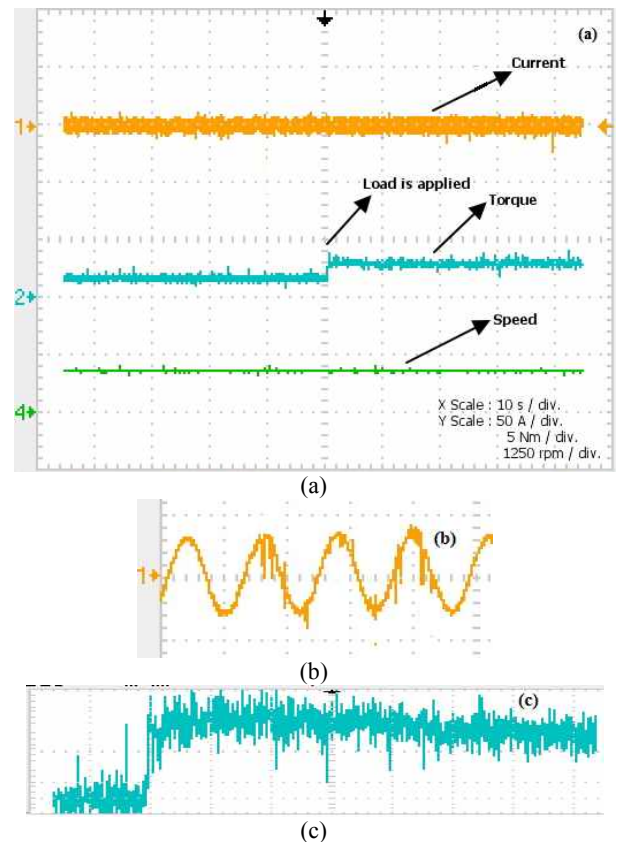 (a)
Current
1
Load is applied
Torque
2
Speed
4
X Scale : 10 s / div.
Y Scale : 50 A / div.
5 Nm / div.
1250 rpm / div.
(a)
(b)
1
(b)
(c)
(c)